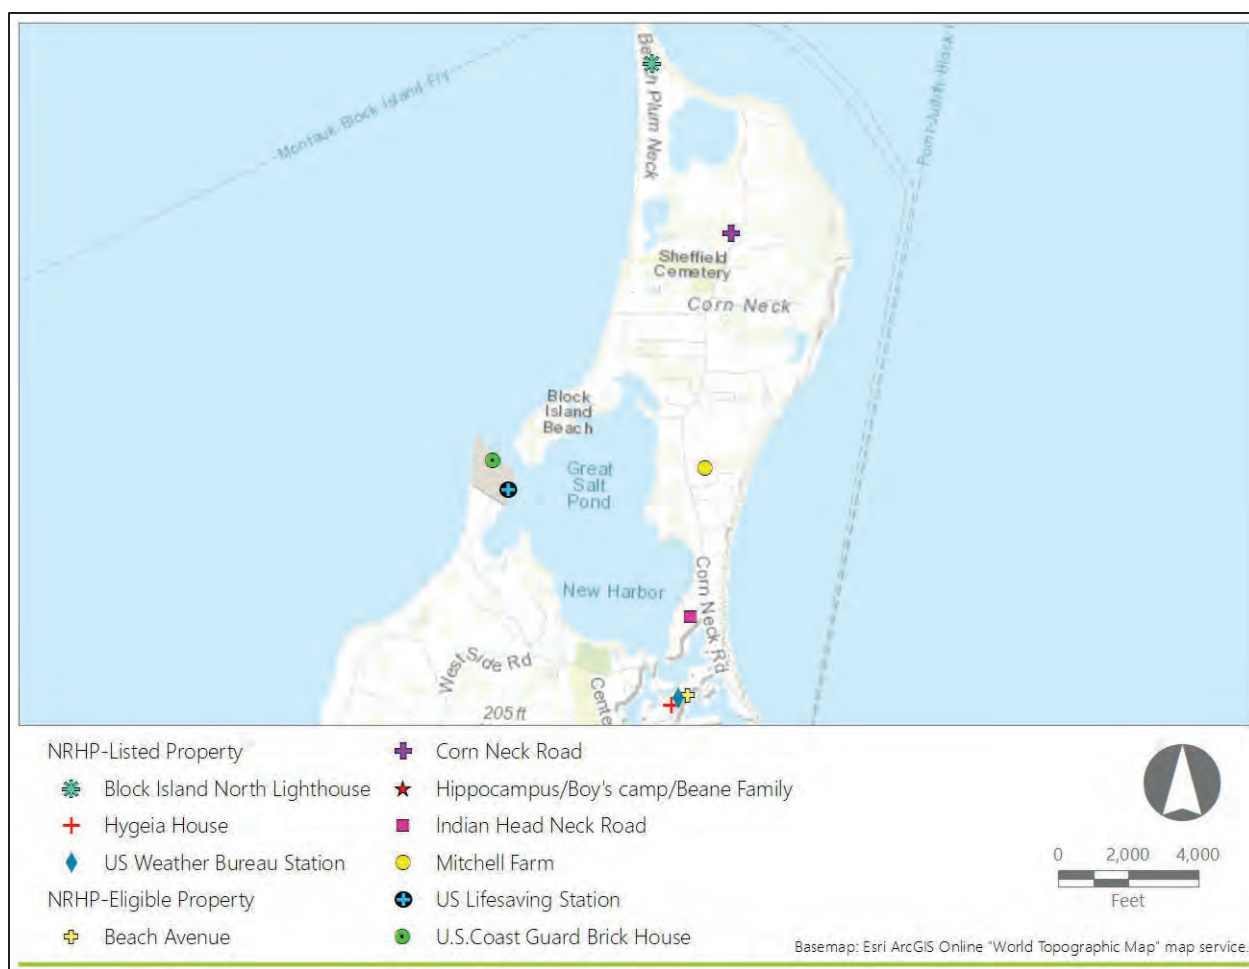 Beach Plum Neck
Montauk Block Island Fry
Sheffield
Cemetery
Corn Neck
Block
Island
Beach
Great
Salt
Pond
New Harbor
Corn Neck Rd
West Side Rd
Cente
205 ft
NRHP-Listed Property
Block Island North Lighthouse
Hygeia House
US Weather Bureau Station
NRHP-Eligible Property
Beach Avenue
Corn Neck Road
Hippocampus/Boy's camp/Beane Family
Indian Head Neck Road
Mitchell Farm
US Lifesaving Station
U.S.Coast Guard Brick House
0 2,000 4,000
Feet
Basemap: Esri ArcGIS Online "World Topographic Map" map service.